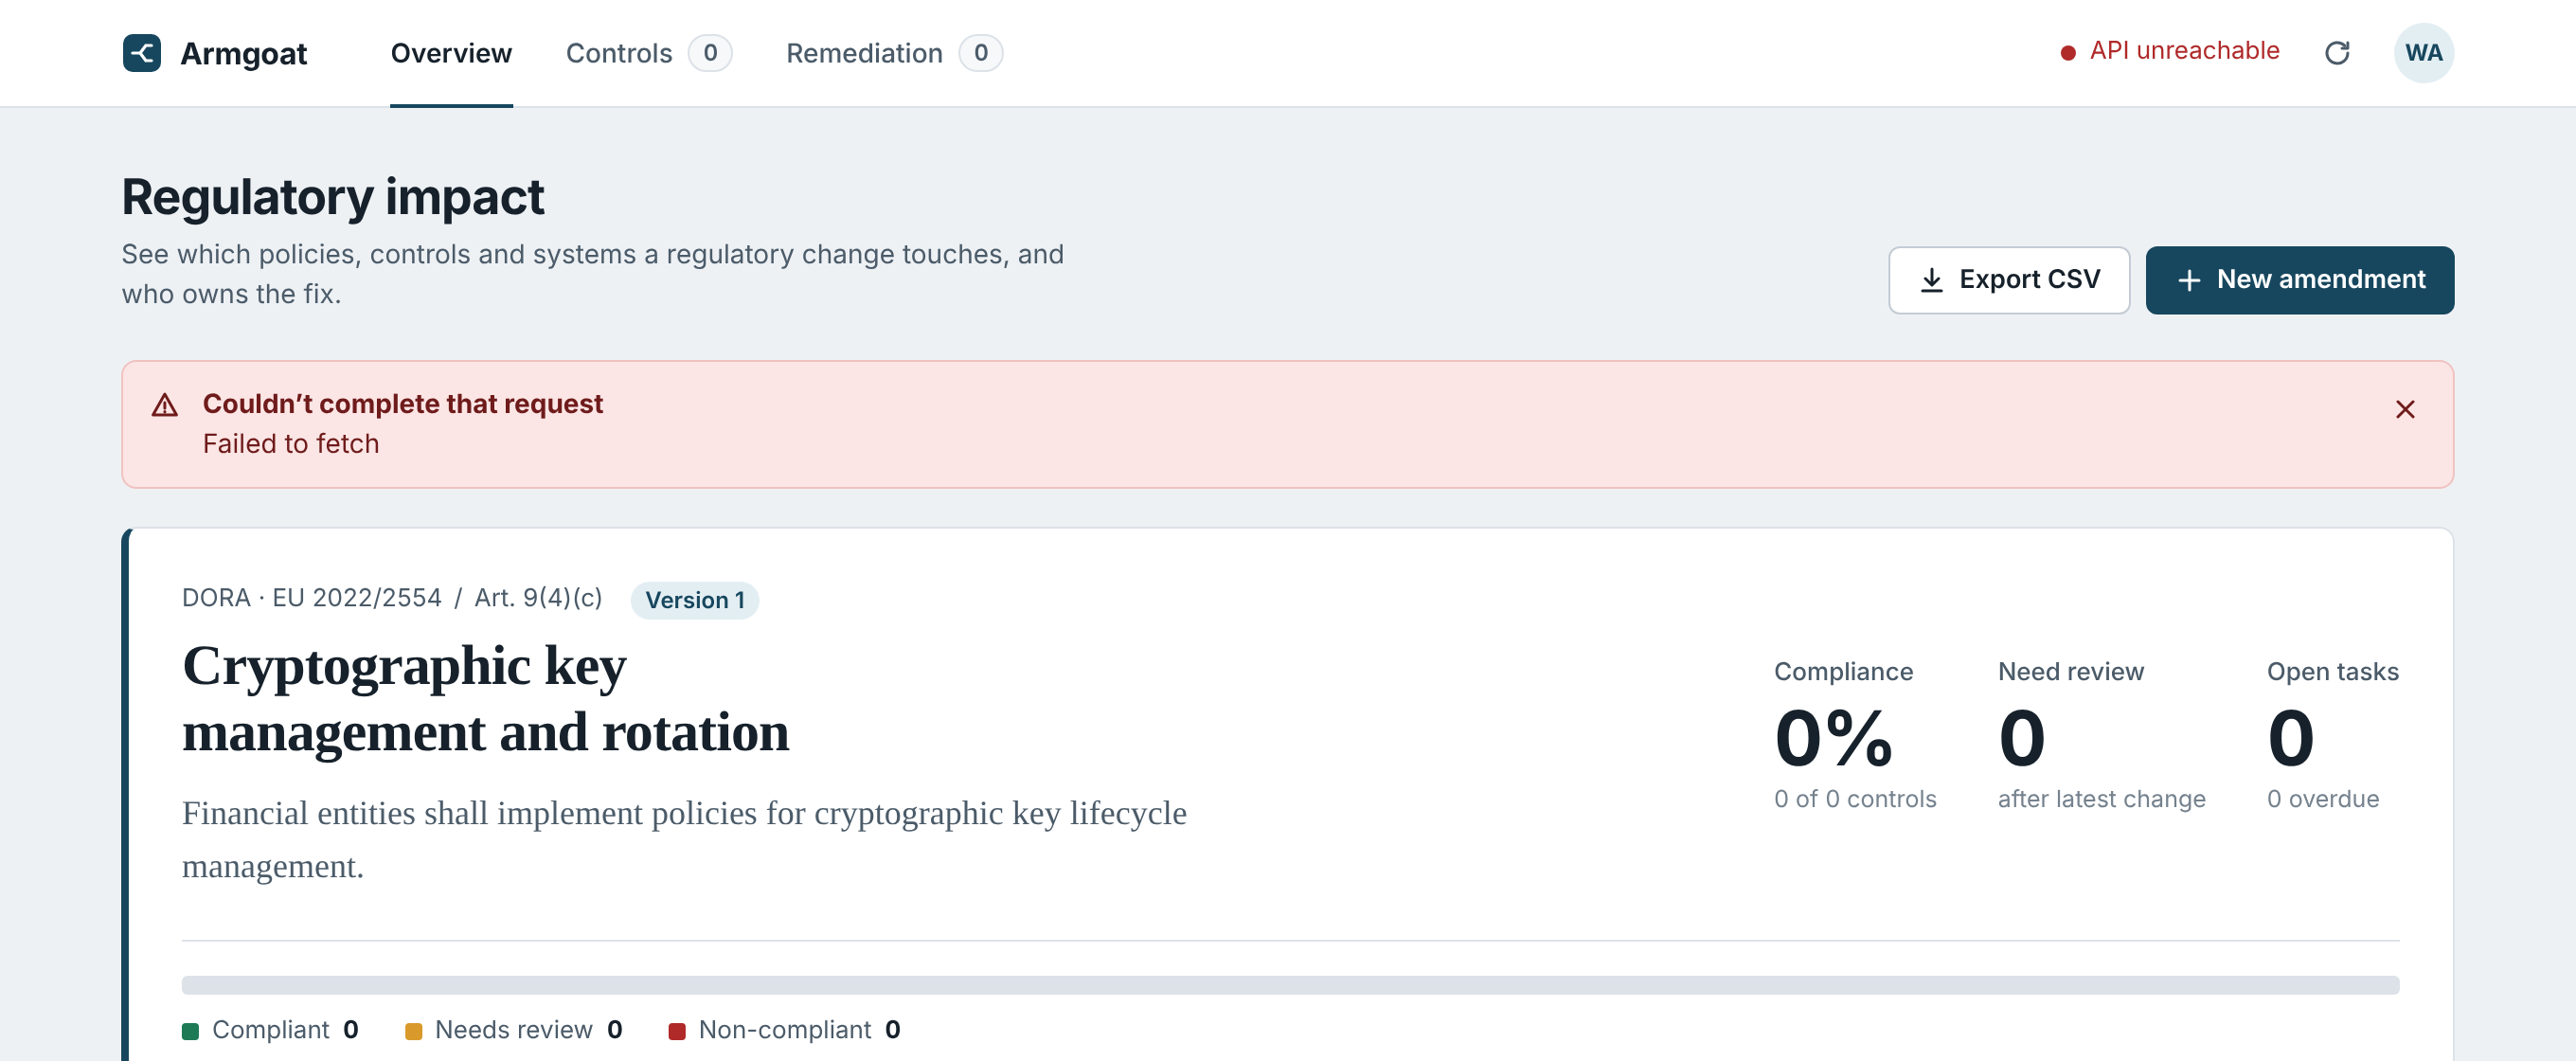 Armgoat
Overview
Controls 0
Remediation 0
API unreachable
WA
Regulatory impact
See which policies, controls and systems a regulatory change touches, and
who owns the fix.
Export CSV
New amendment
Couldn’t complete that request
Failed to fetch
DORA · EU 2022/2554 / Art. 9(4)(c) Version 1
Cryptographic key
management and rotation
Financial entities shall implement policies for cryptographic key lifecycle
management.
Compliance
0%
0 of 0 controls
Need review
0
after latest change
Open tasks
0
0 overdue
Compliant 0
Needs review 0
Non-compliant 0